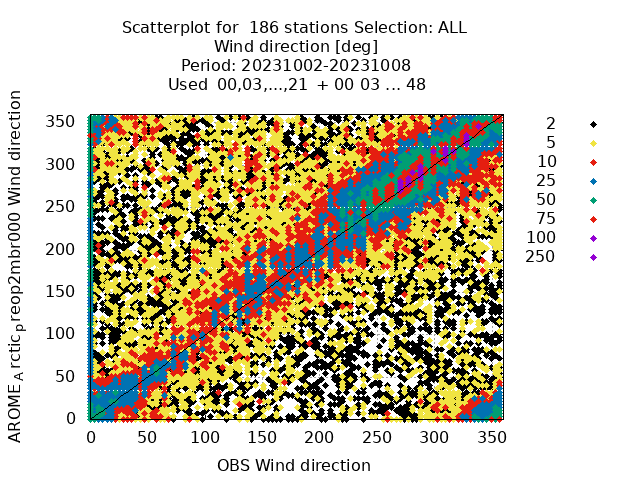 Scatterplot for 186 stations Selection: ALL
Wind direction [deg]
Period: 20231002-20231008
Used 00,03,...,21 + 00 03 ... 48
AROME_Arctic_preop2mbr000 Wind direction
350
300
250
200
150
100
50
0
0 50 100 150 200 250 300 350
OBS Wind direction
2
5
10
25
50
75
100
250